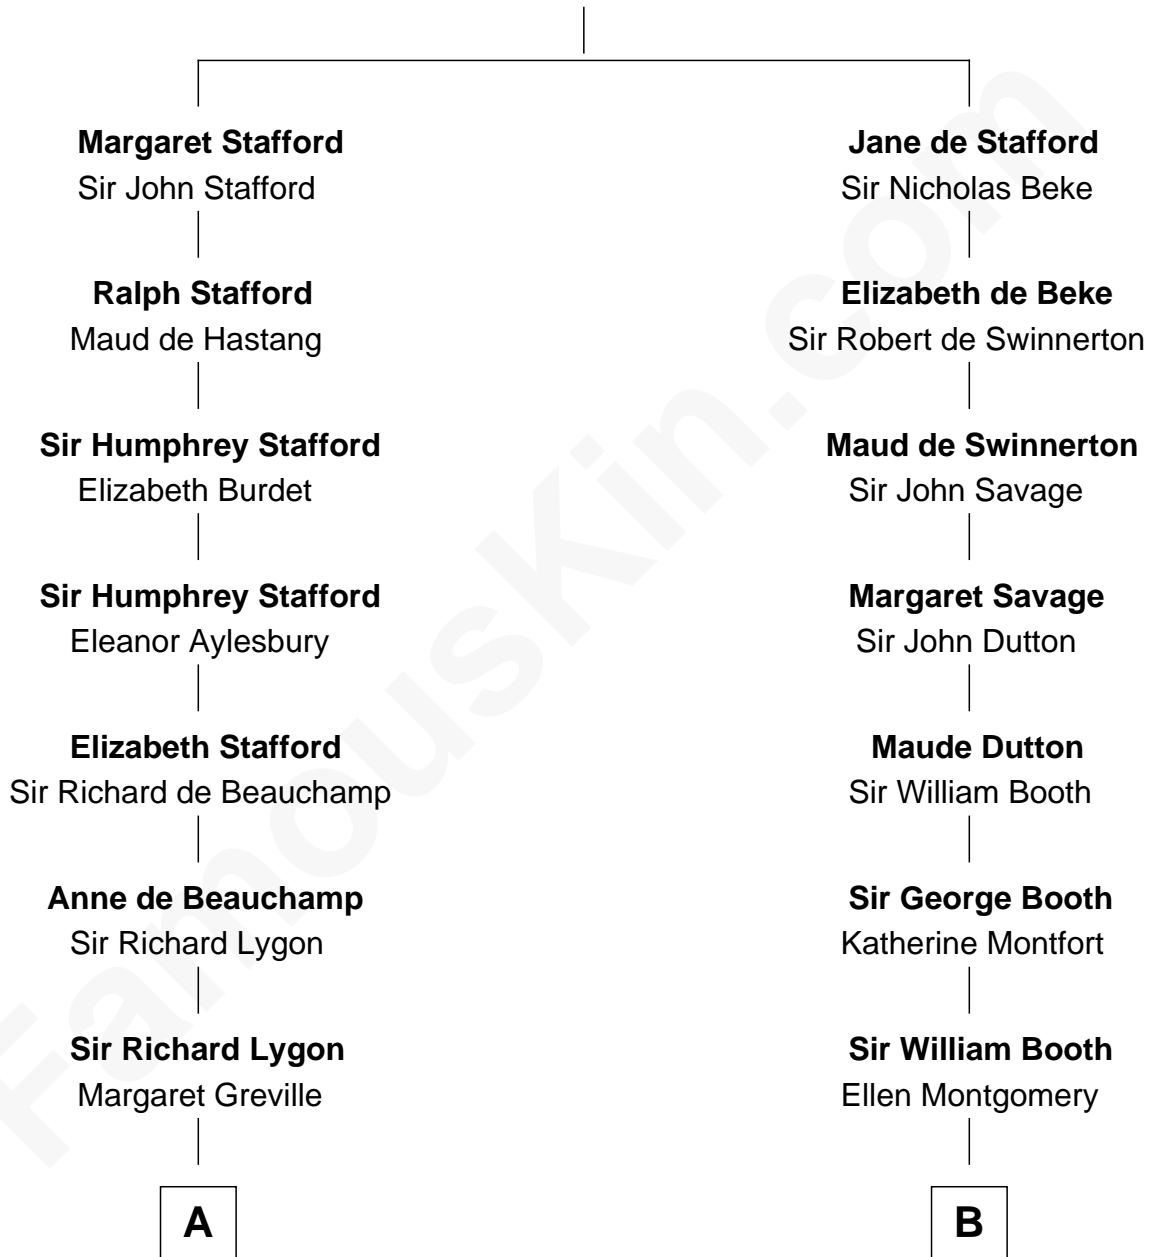 Margaret Stafford
Sir John Stafford
Ralph Stafford
Maud de Hastang
Sir Humphrey Stafford
Elizabeth Burdet
Sir Humphrey Stafford
Eleanor Aylesbury
Elizabeth Stafford
Sir Richard de Beauchamp
Anne de Beauchamp
Sir Richard Lygon
Sir Richard Lygon
Margaret Greville
A
Jane de Stafford
Sir Nicholas Beke
Elizabeth de Beke
Sir Robert de Swinnerton
Maud de Swinnerton
Sir John Savage
Margaret Savage
Sir John Dutton
Maude Dutton
Sir William Booth
Sir George Booth
Katherine Montfort
Sir William Booth
Ellen Montgomery
B
FamousKin.com